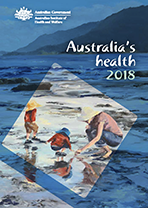 Australian Government
Australian Institute of
Health and Welfare
Australia's
health
2018